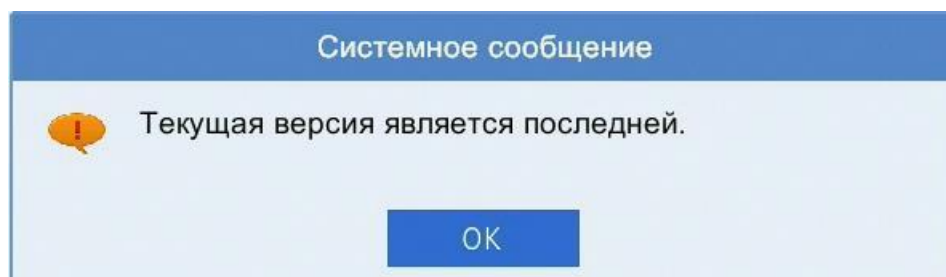 Системное сообщение
Текущая версия является последней.
OK